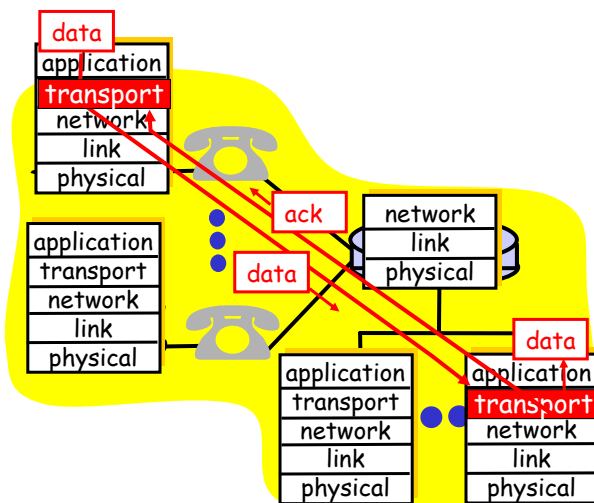 data
application
transport
network
link
physical
ack
network
link
physical
application
transport
network
link
physical
data
data
application
transport
network
link
physical
application
transport
network
link
physical